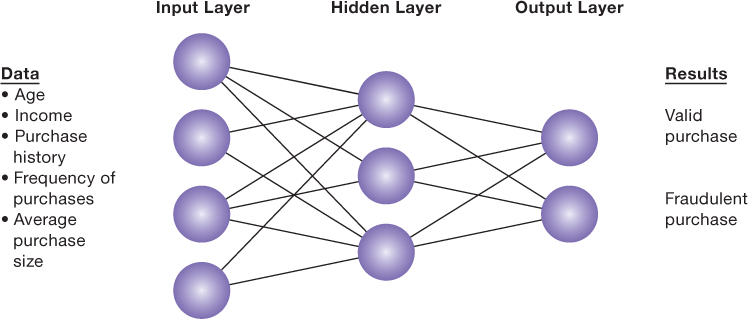 Input Layer
Hidden Layer
Output Layer
Data
• Age
• Income
• Purchase
history
• Frequency of
purchases
• Average
purchase
size
Results
Valid
purchase
Fraudulent
purchase